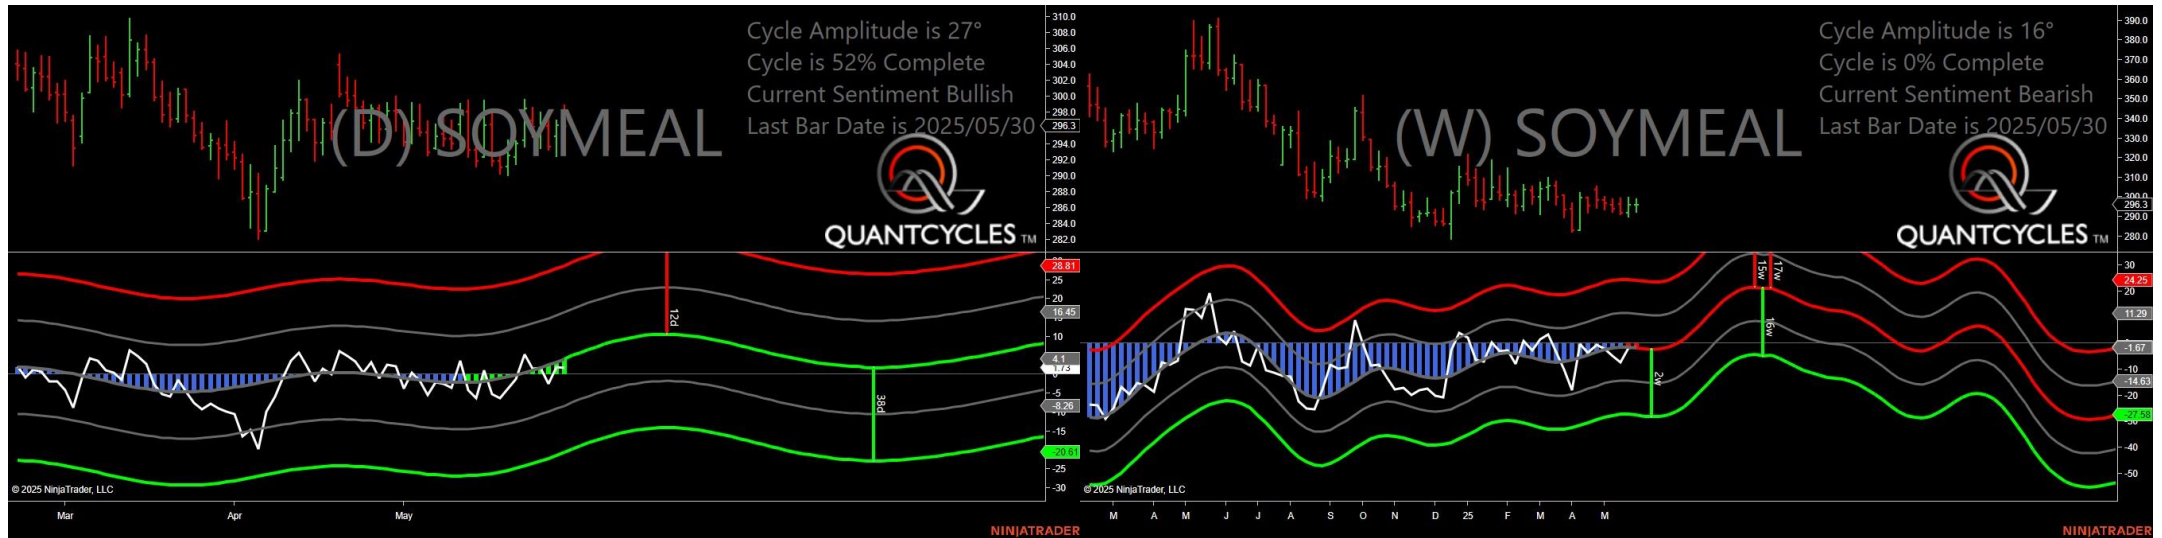 Cycle Amplitude is 27°
Cycle is 52% Complete
Current Sentiment Bullish
Last Bar Date is 2025/05/30
(D) SOYMEAL
QUANTCYCLES TM
310.0
308.0
306.0
304.0
302.0
300.0
298.0
296.3
294.0
292.0
290.0
288.0
286.0
284.0
282.0
12d
38d
28.81
25
20
16.45
10
4.1
1.73
-5
-8.26
-15
-20.61
-25
-30
© 2025 NinjaTrader, LLC
Mar
Apr
May
NINJATRADER
Cycle Amplitude is 16°
Cycle is 0% Complete
Current Sentiment Bearish
Last Bar Date is 2025/05/30
(W) SOYMEAL
QUANTCYCLES TM
390.0
380.0
370.0
360.0
350.0
340.0
330.0
320.0
310.0
300.0
296.3
290.0
280.0
15w
17w
16w
2w
30
24.25
20
11.29
-1.67
-10
-14.63
-20
-27.58
-40
-50
© 2025 NinjaTrader, LLC
M A M J J A S O N D 25 F M A M
NINJATRADER